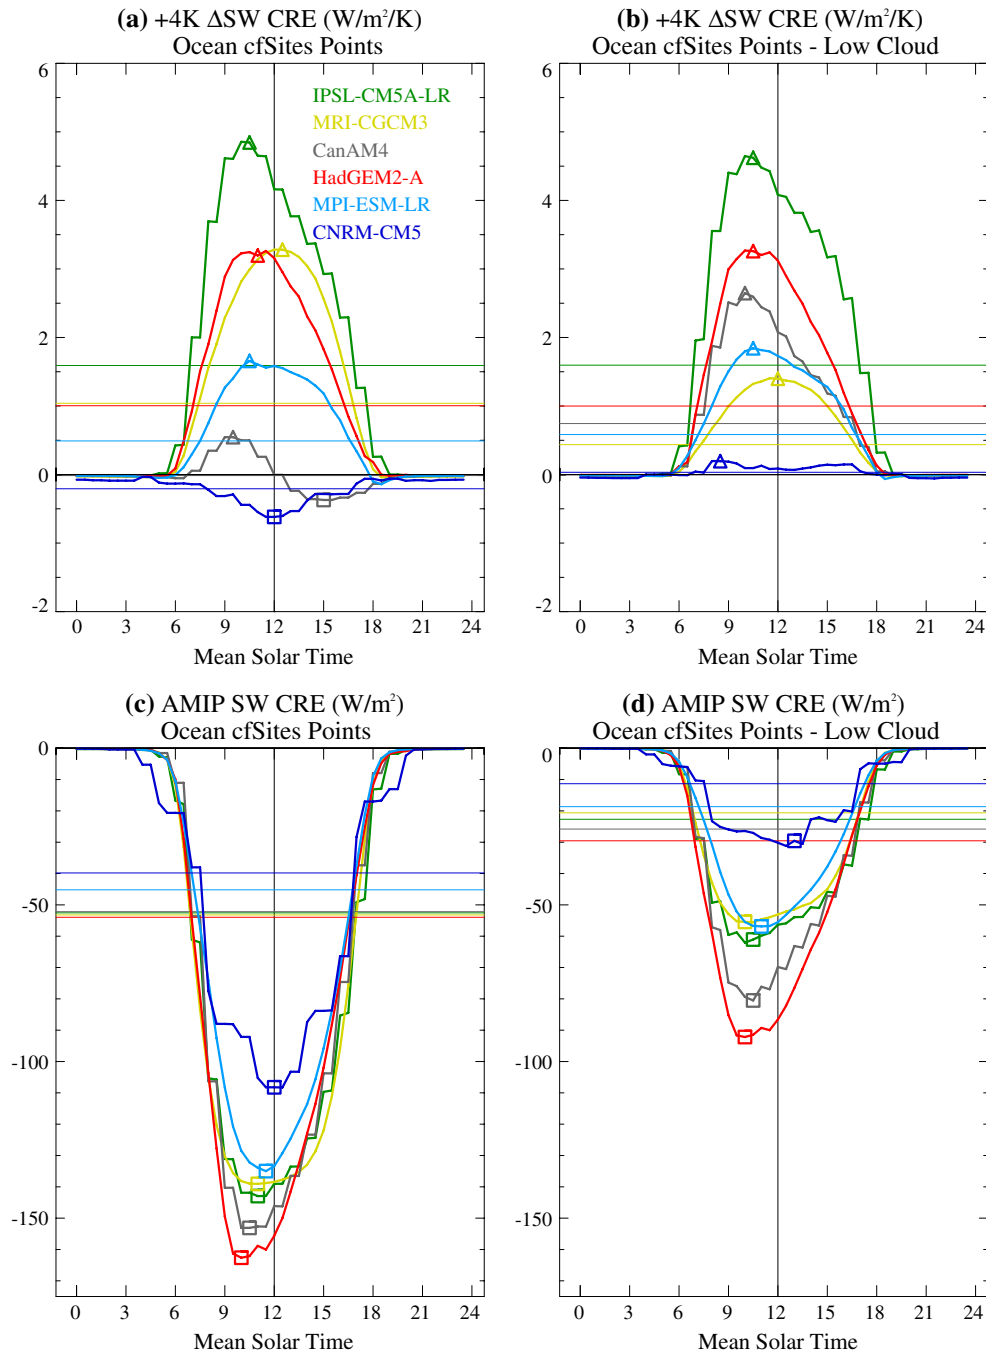 (a) +4K ΔSW CRE (W/m²/K)
Ocean cfSites Points
6
4
2
0
-2
IPSL-CM5A-LR
MRI-CGCM3
CanAM4
HadGEM2-A
MPI-ESM-LR
CNRM-CM5
0 3 6 9 12 15 18 21 24
Mean Solar Time
(b) +4K ΔSW CRE (W/m²/K)
Ocean cfSites Points - Low Cloud
6
4
2
0
-2
0 3 6 9 12 15 18 21 24
Mean Solar Time
(c) AMIP SW CRE (W/m²)
Ocean cfSites Points
0
-50
-100
-150
0 3 6 9 12 15 18 21 24
Mean Solar Time
(d) AMIP SW CRE (W/m²)
Ocean cfSites Points - Low Cloud
0
-50
-100
-150
0 3 6 9 12 15 18 21 24
Mean Solar Time